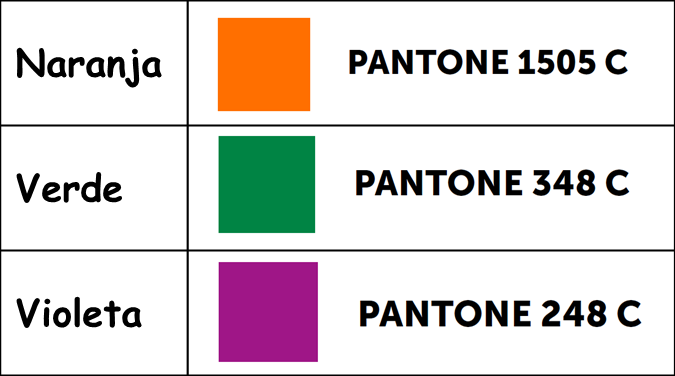 Naranja PANTONE 1505 C
Verde PANTONE 348 C
Violeta PANTONE 248 C